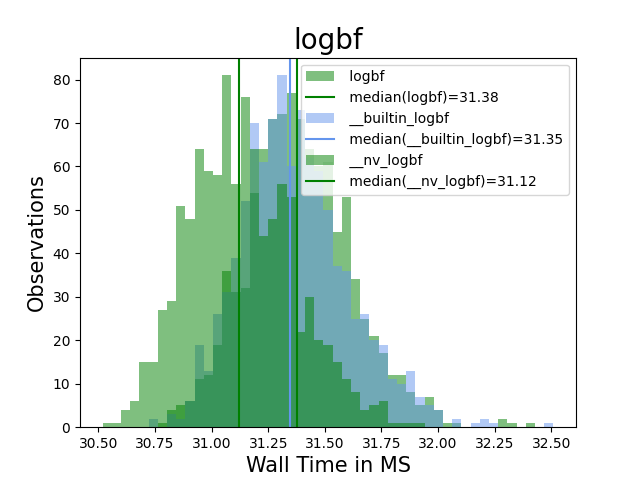 logbf
logbf
median(logbf)=31.38
__builtin_logbf
median(__builtin_logbf)=31.35
__nv_logbf
median(__nv_logbf)=31.12
Observations
80
70
60
50
40
30
20
10
0
30.50 30.75 31.00 31.25 31.50 31.75 32.00 32.25 32.50
Wall Time in MS